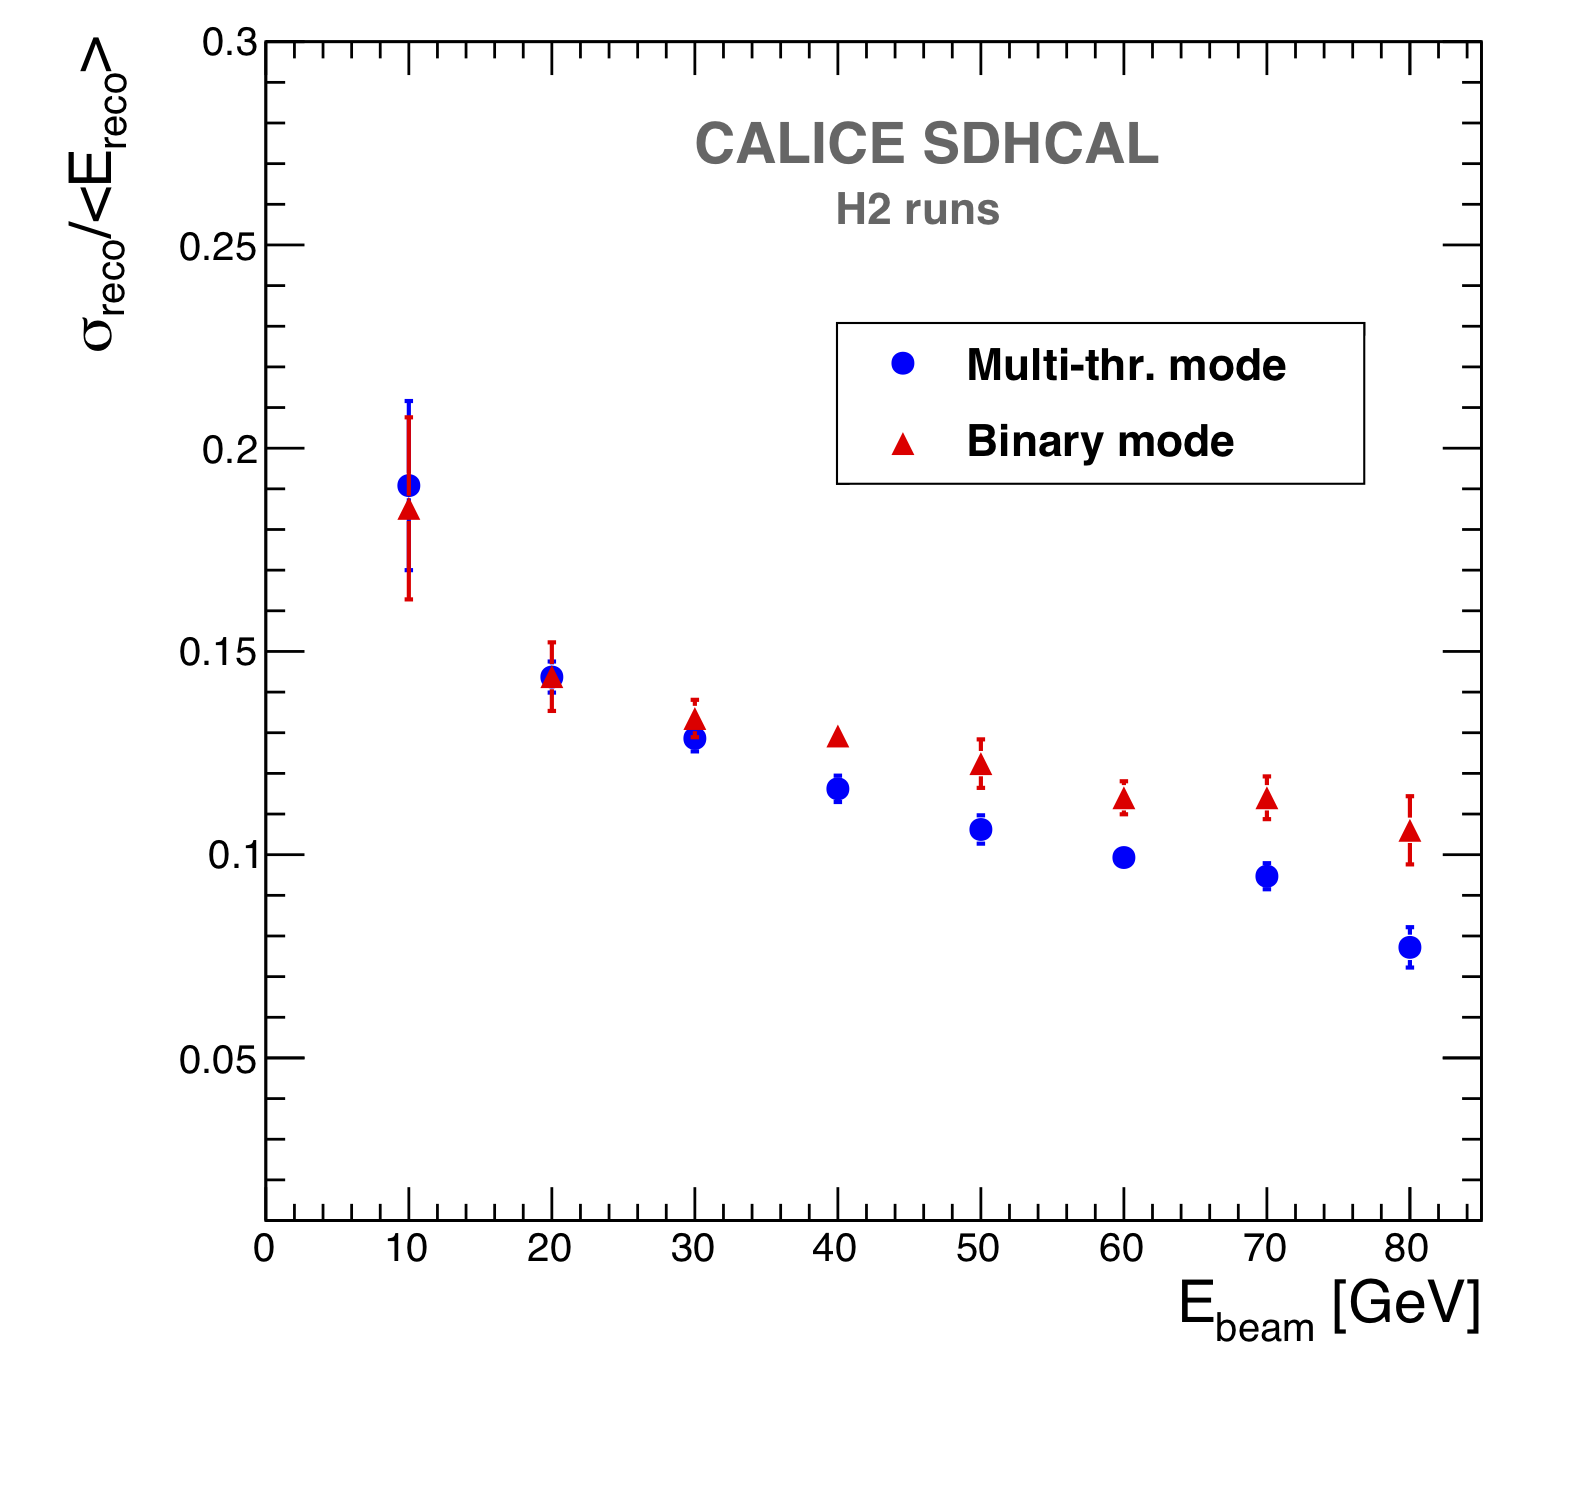 σreco/<Ereco>
0.3
0.25
0.2
0.15
0.1
0.05
CALICE SDHCAL
H2 runs
Multi-thr. mode
Binary mode
0 10 20 30 40 50 60 70 80
Ebeam [GeV]